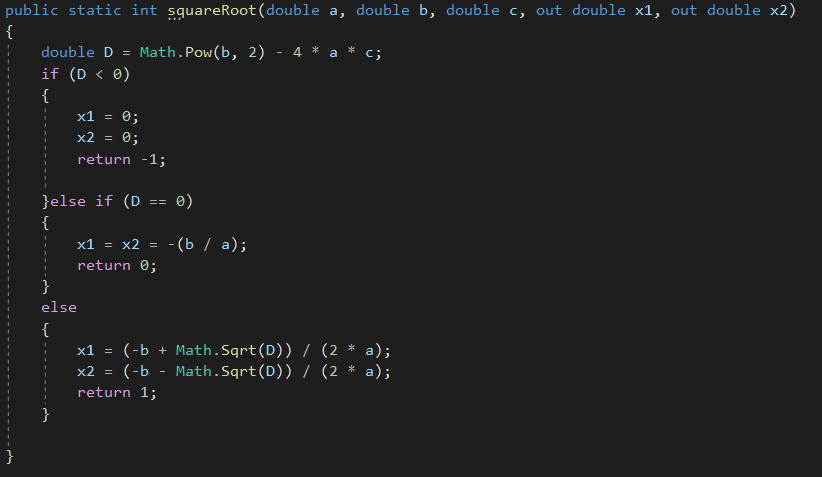 public static int squareRoot(double a, double b, double c, out double x1, out double x2)
{
double D = Math.Pow(b, 2) - 4 * a * c;
if (D < 0)
{
x1 = 0;
x2 = 0;
return -1;
}else if (D == 0)
{
x1 = x2 = -(b / a);
return 0;
}
else
{
x1 = (-b + Math.Sqrt(D)) / (2 * a);
x2 = (-b - Math.Sqrt(D)) / (2 * a);
return 1;
}
}